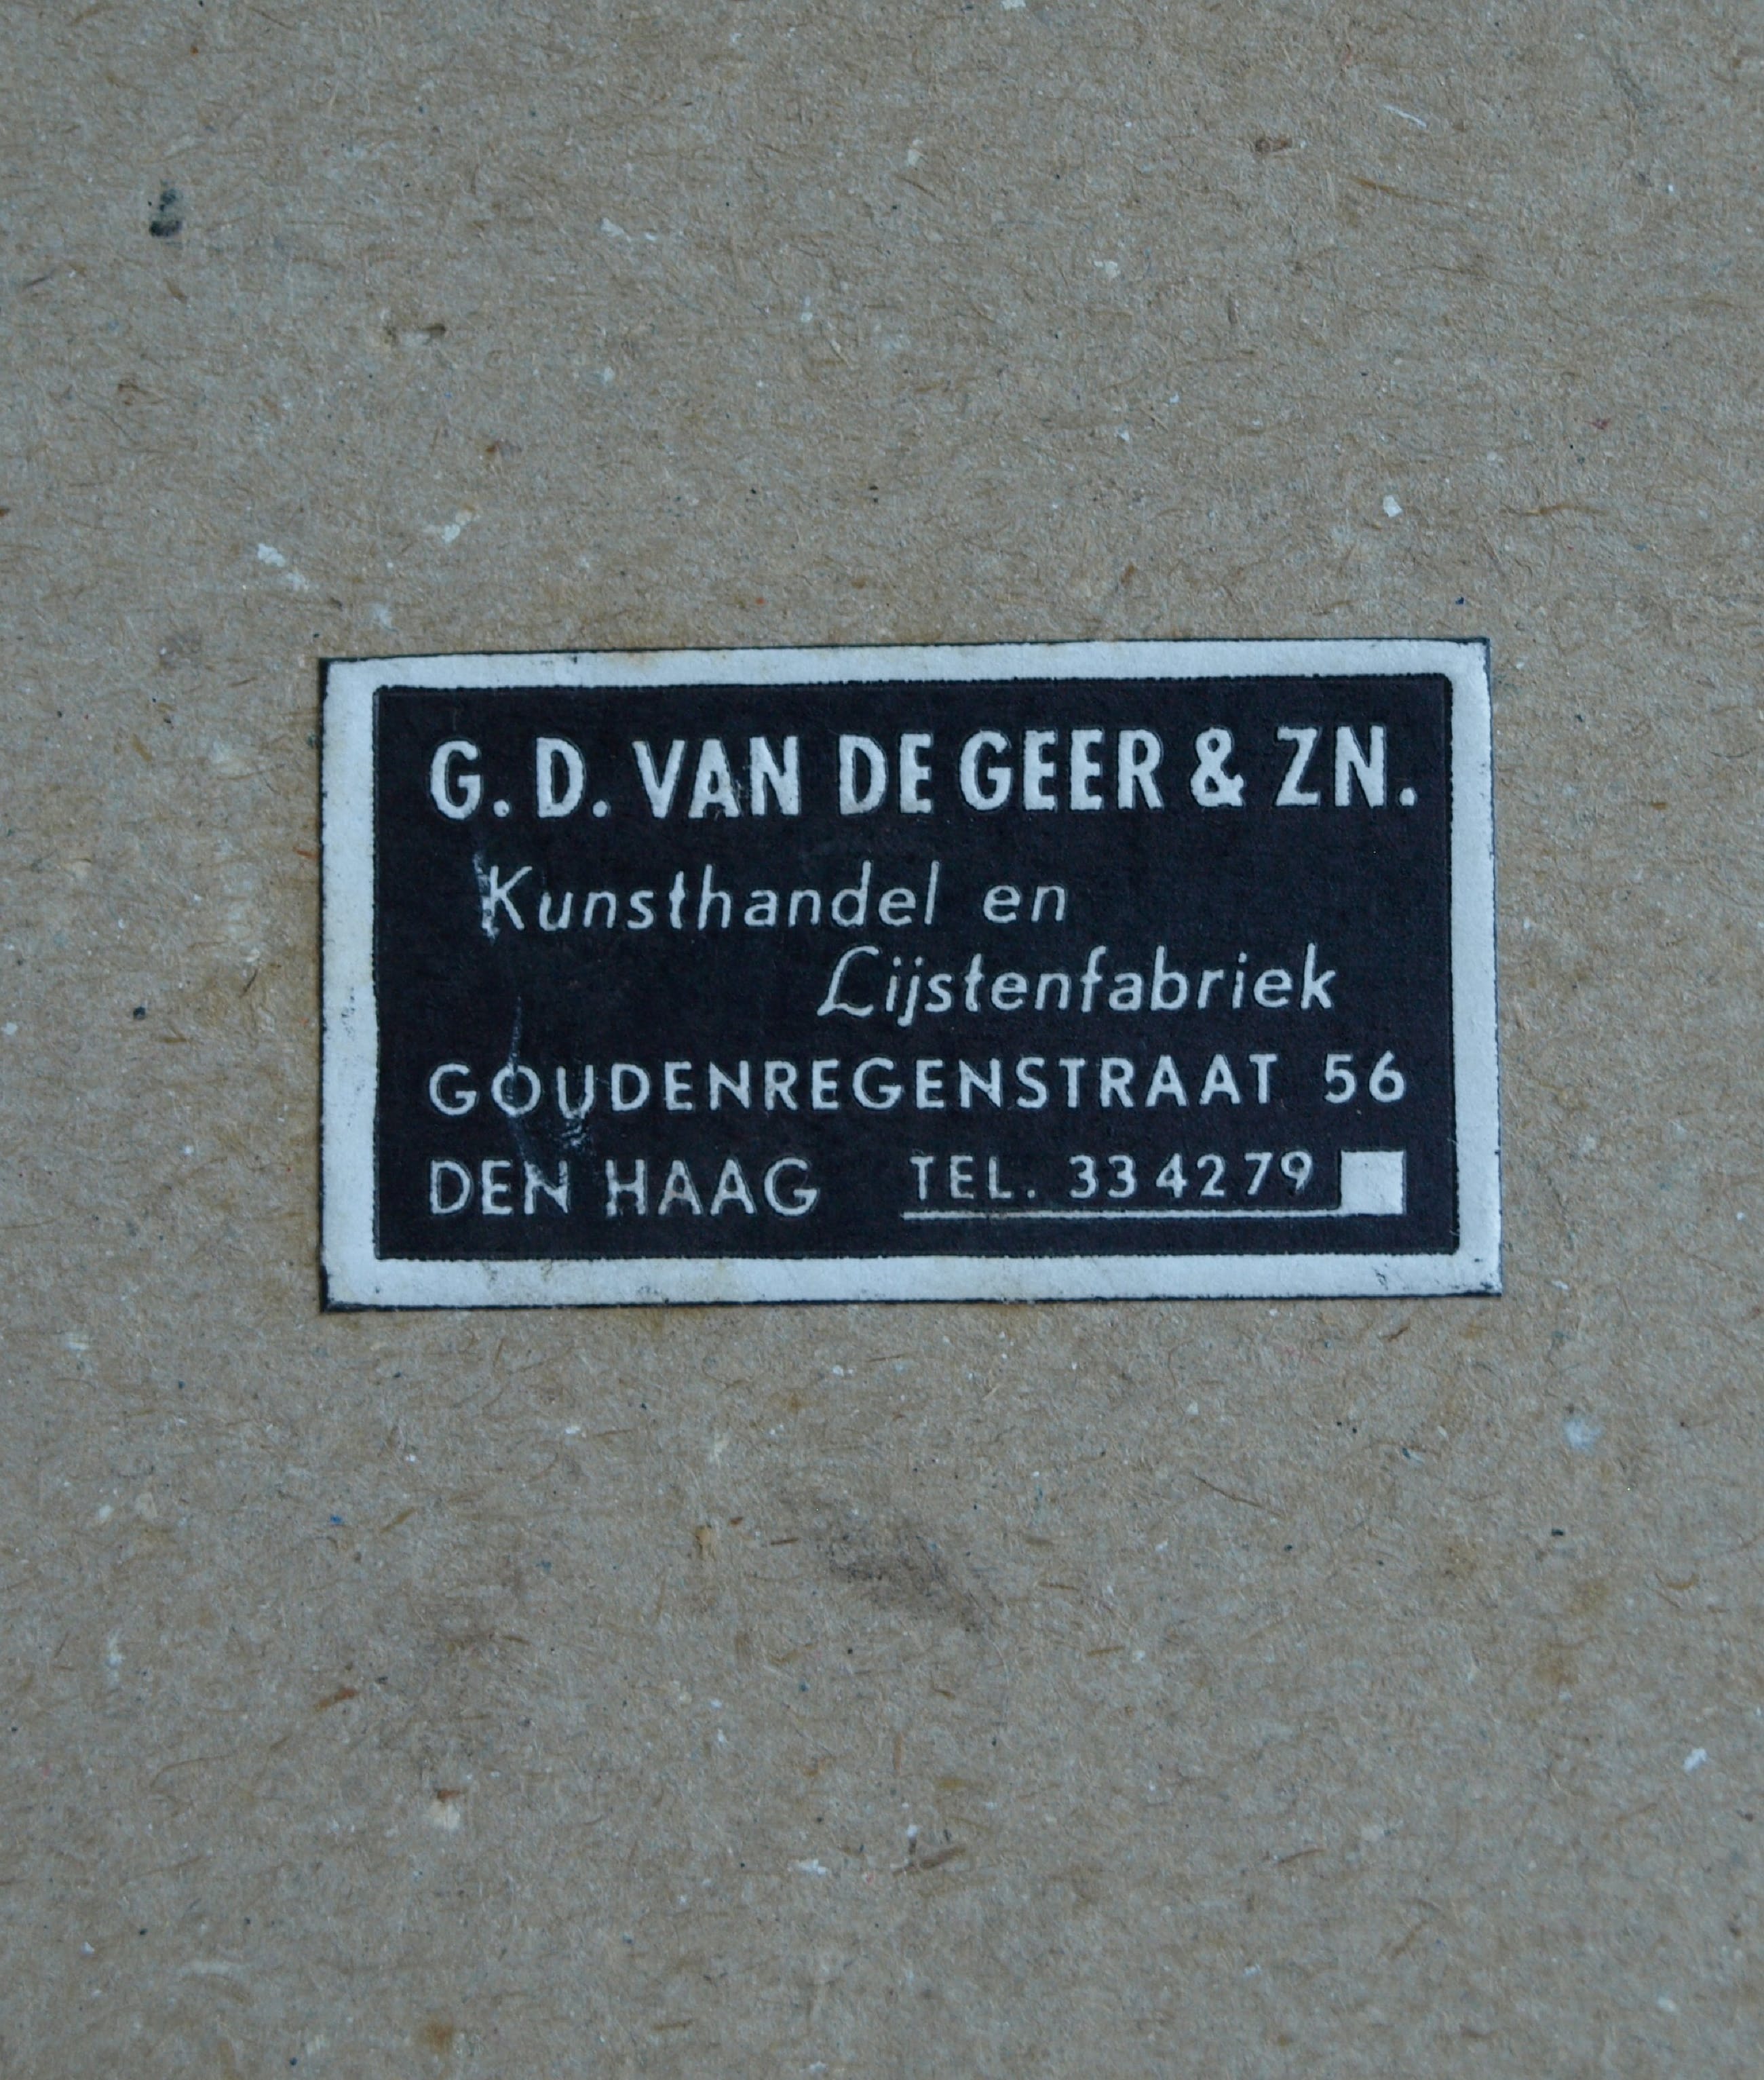 G. D. VAN DE GEER & ZN.
Kunsthandel en
Lijstenfabriek
GOUDENREGENSTRAAT 56
DEN HAAG TEL. 334279